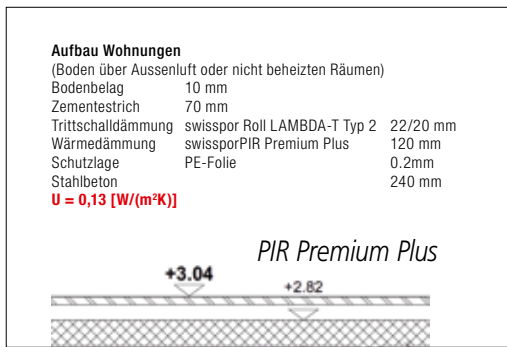 Aufbau Wohnungen
(Boden über Aussenluft oder nicht beheizten Räumen)
Bodenbelag 10 mm
Zementestrich 70 mm
Trittschalldämmung swisspor Roll LAMBDA-T Typ 2 22/20 mm
Wärmedämmung swissporPIR Premium Plus 120 mm
Schutzlage PE-Folie 0.2mm
Stahlbeton 240 mm
U = 0,13 [W/(m²K)]
PIR Premium Plus
+3.04
+2.82